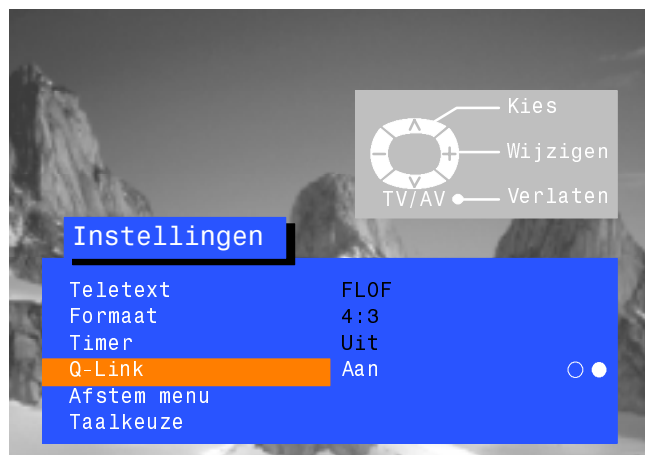 Kies
Wijzigen
TV/AV Verlaten
Instellingen
Teletext FLOF
Formaat 4:3
Timer Uit
Q-Link Aan
Afstem menu
Taalkeuze